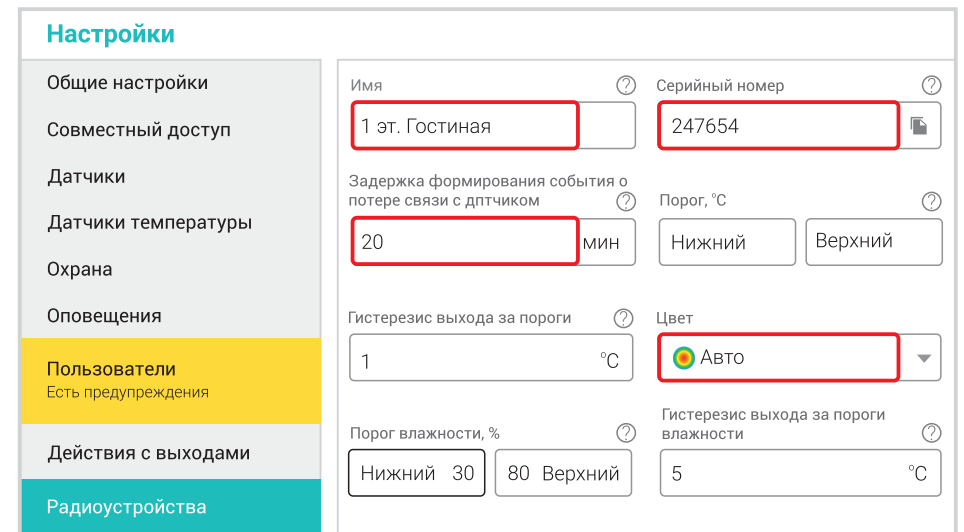 Настройки
Общие настройки
Совместный доступ
Датчики
Датчики температуры
Охрана
Оповещения
Пользователи
Есть предупреждения
Действия с выходами
Радиоустройства
Имя ?
1 эт. Гостиная
Серийный номер ?
247654
Задержка формирования события о
потере связи с дптчиком ?
20 мин
Порог, °C ?
Нижний Верхний
Гистерезис выхода за пороги ?
1 °C
Цвет
Авто
Порог влажности, % ?
Нижний 30 80 Верхний
Гистерезис выхода за пороги
влажности ?
5 °C